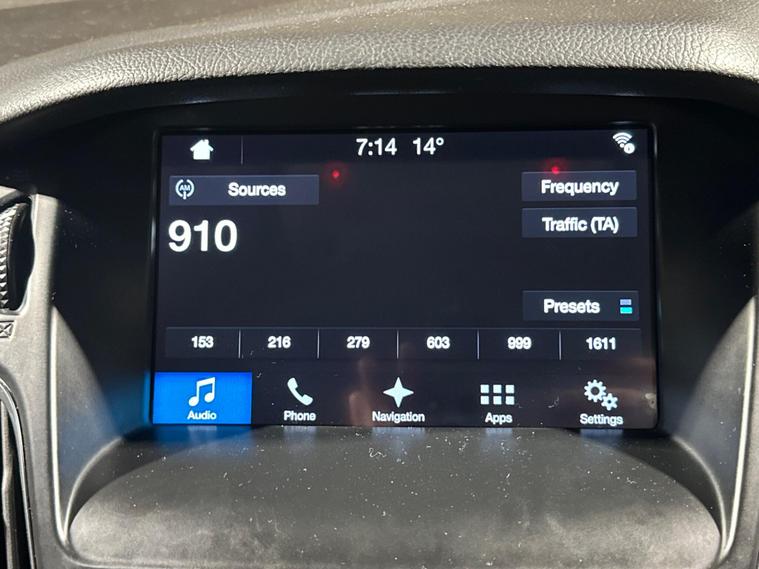 7:14 14°
AM Sources
Frequency
910
Traffic (TA)
Presets
153 216 279 603 999 1611
Audio Phone Navigation Apps Settings